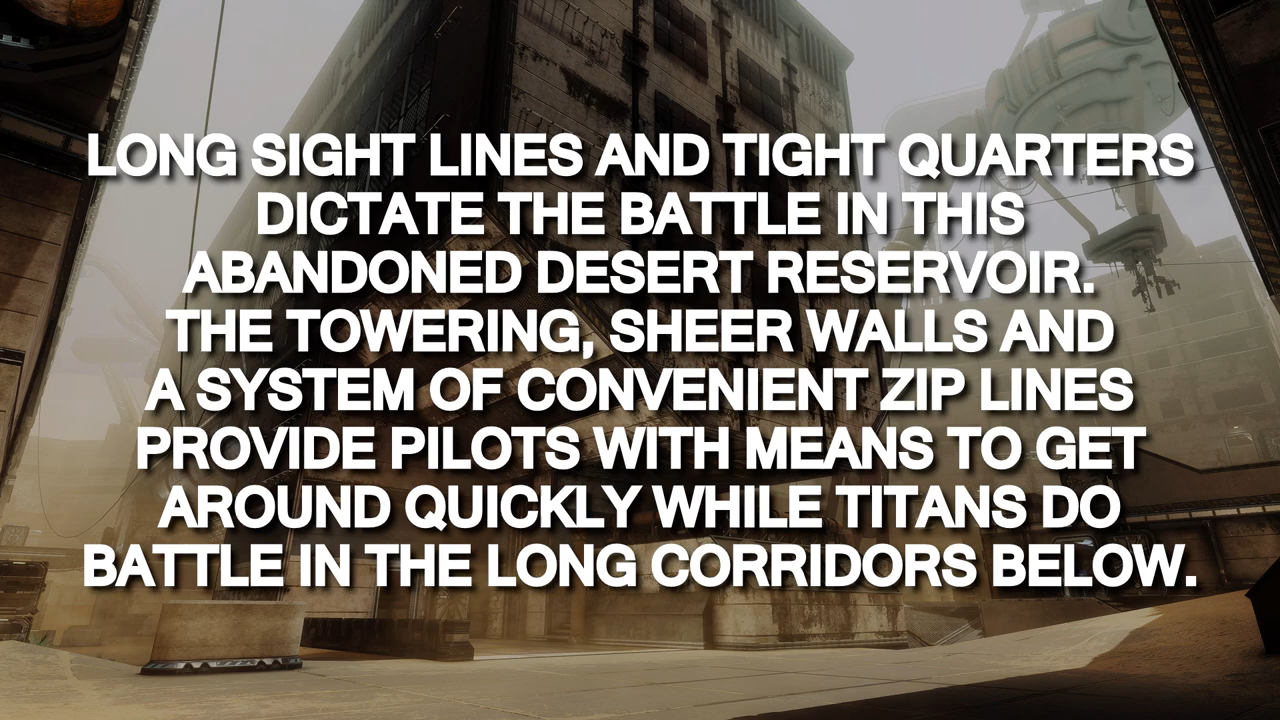 LONG SIGHT LINES AND TIGHT QUARTERS
DICTATE THE BATTLE IN THIS
ABANDONED DESERT RESERVOIR.
THE TOWERING, SHEER WALLS AND
A SYSTEM OF CONVENIENT ZIP LINES
PROVIDE PILOTS WITH MEANS TO GET
AROUND QUICKLY WHILE TITANS DO
BATTLE IN THE LONG CORRIDORS BELOW.